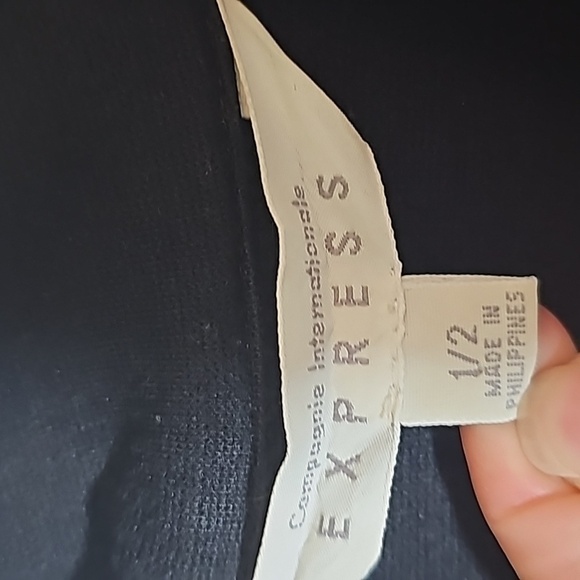 Compagnie Internationale
EXPRESS
1/2
MADE IN
PHILIPPINES